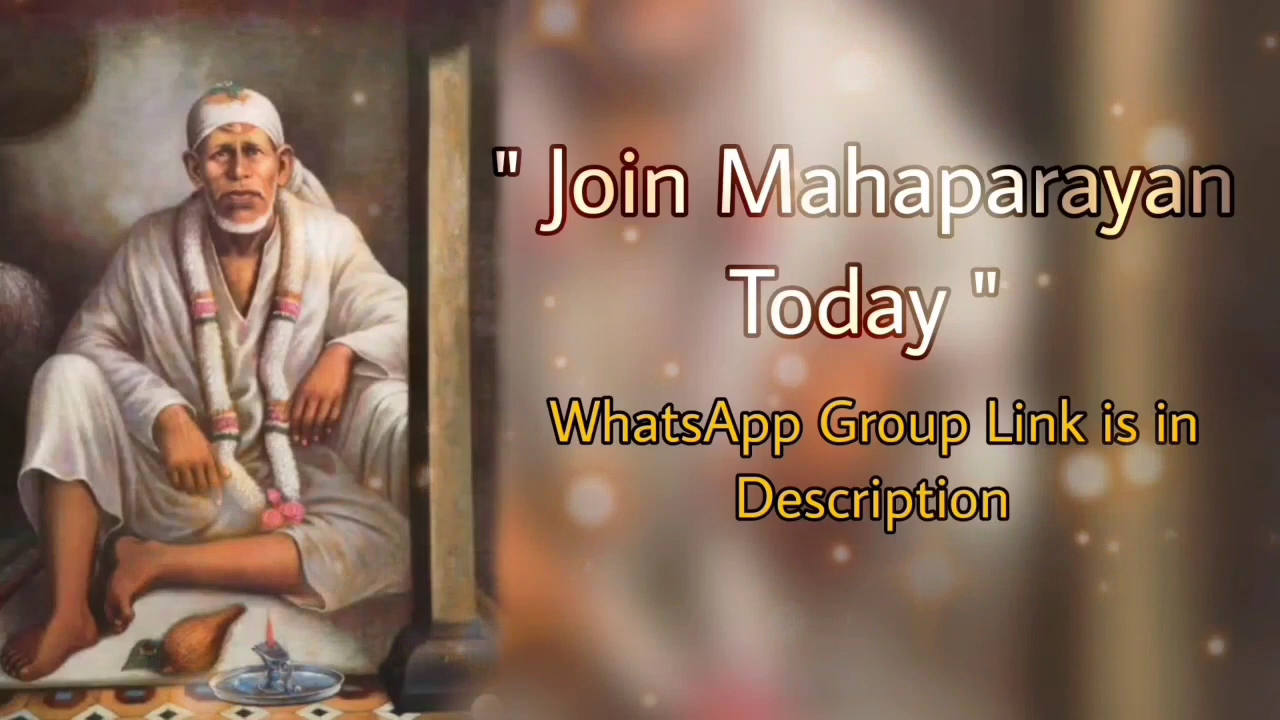 " Join Mahaparayan
Today "
WhatsApp Group Link is in
Description